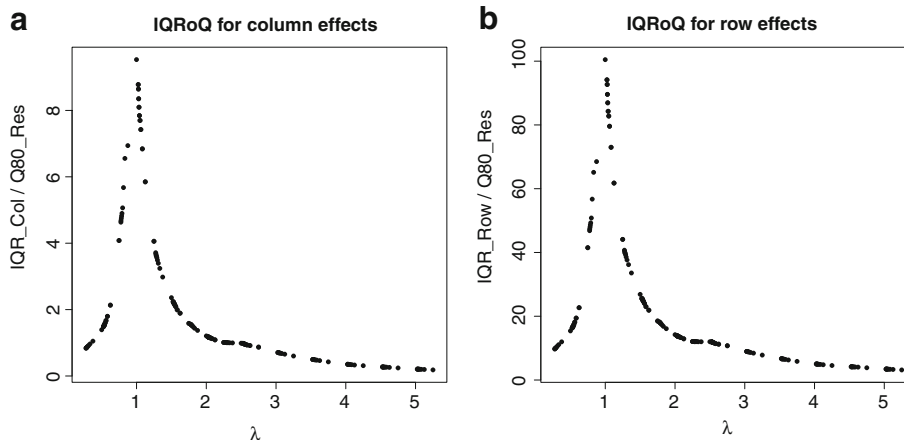 a
IQRoQ for column effects
IQR_Col / Q80_Res
0 2 4 6 8
1 2 3 4 5
λ
b
IQRoQ for row effects
IQR_Row / Q80_Res
0 20 40 60 80 100
1 2 3 4 5
λ